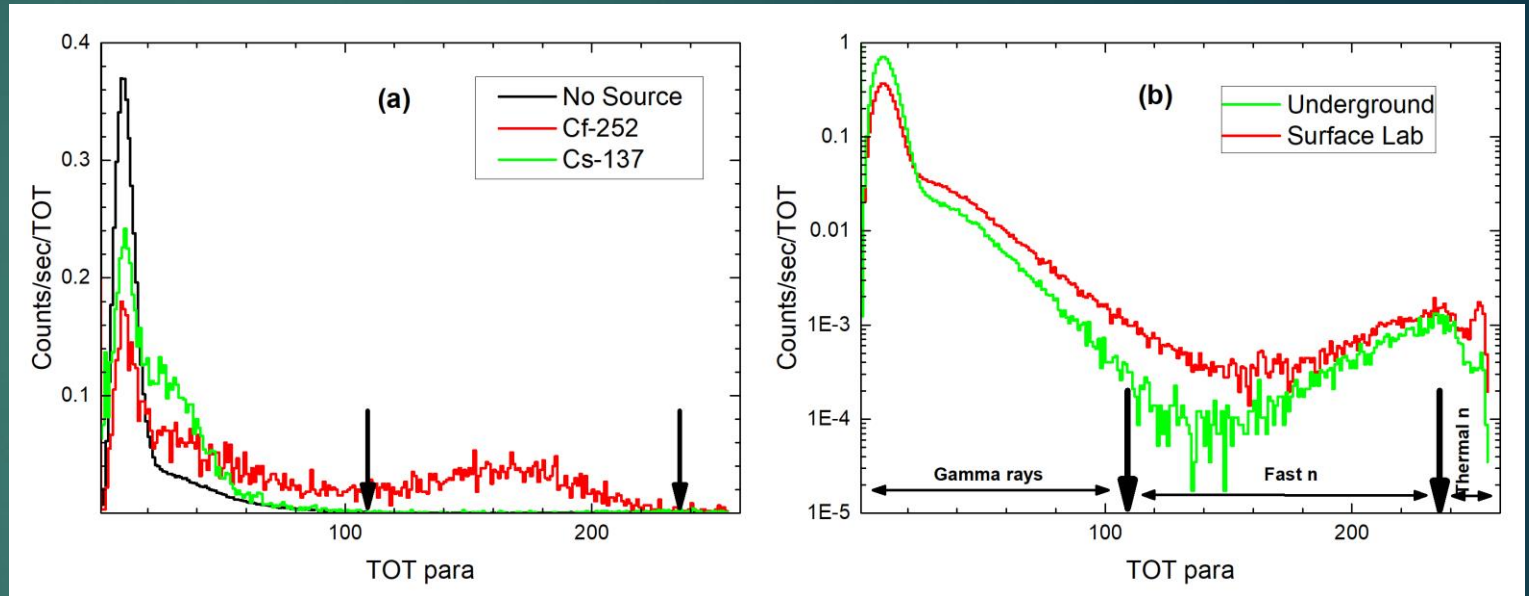 (a)
No Source
Cf-252
Cs-137
0.4
0.3
0.2
0.1
Counts/sec/TOT
100
200
TOT para
(b)
Underground
Surface Lab
1
0.1
0.01
1E-3
1E-4
1E-5
Counts/sec/TOT
Gamma rays
Fast n
Thermal n
100
200
TOT para